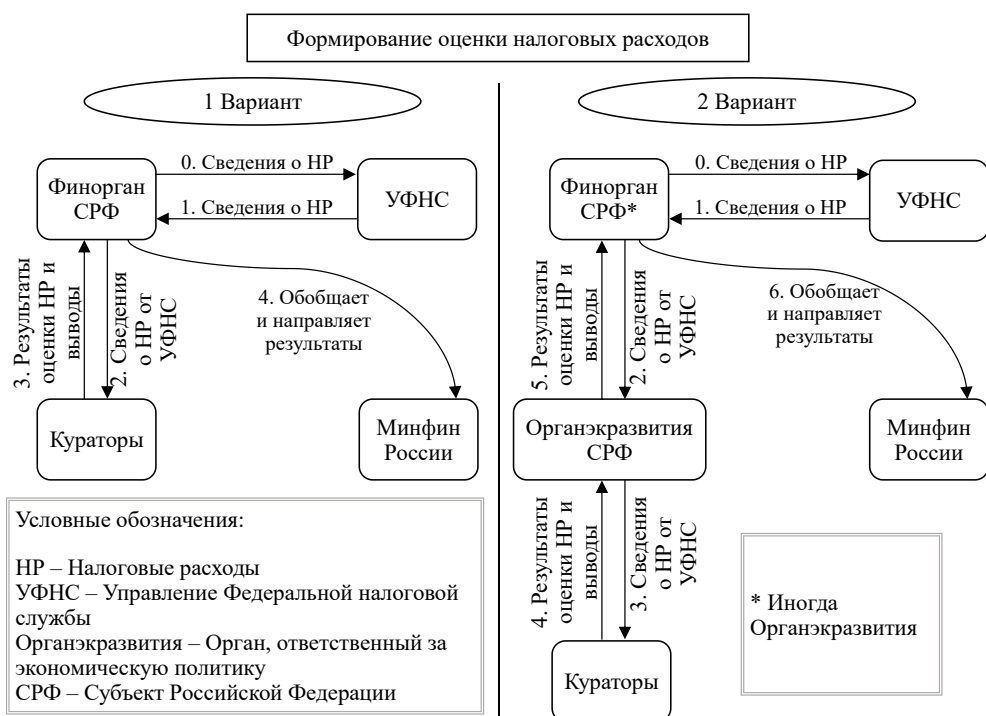 Формирование оценки налоговых расходов
1 Вариант
0. Сведения о НР
Финорган
СРФ
УФНС
1. Сведения о НР
3. Результаты
оценки НР и
выводы
2. Сведения
о НР от
УФНС
4. Обобщает
и направляет
результаты
Кураторы
Минфин
России
Условные обозначения:
НР – Налоговые расходы
УФНС – Управление Федеральной налоговой
службы
Органэкразвития – Орган, ответственный за
экономическую политику
СРФ – Субъект Российской Федерации
2 Вариант
0. Сведения о НР
Финорган
СРФ*
УФНС
1. Сведения о НР
5. Результаты
оценки НР и
выводы
2. Сведения
о НР от
УФНС
6. Обобщает
и направляет
результаты
Органэкразвития
СРФ
Минфин
России
4. Результаты
оценки НР и
выводы
3. Сведения
о НР от
УФНС
Кураторы
* Иногда
Органэкразвития